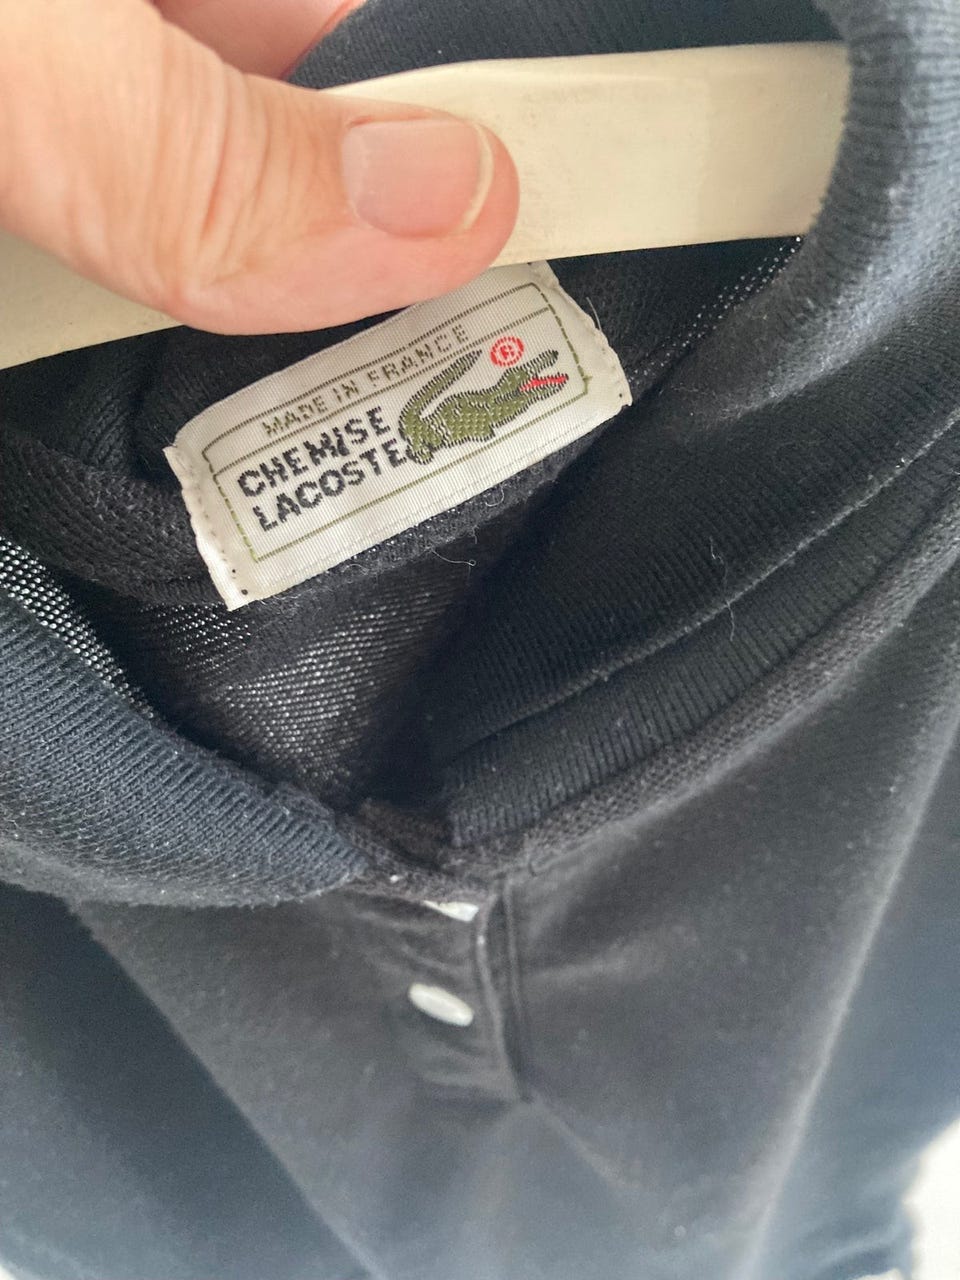 MADE IN FRANCE
®
CHEMISE
LACOSTE